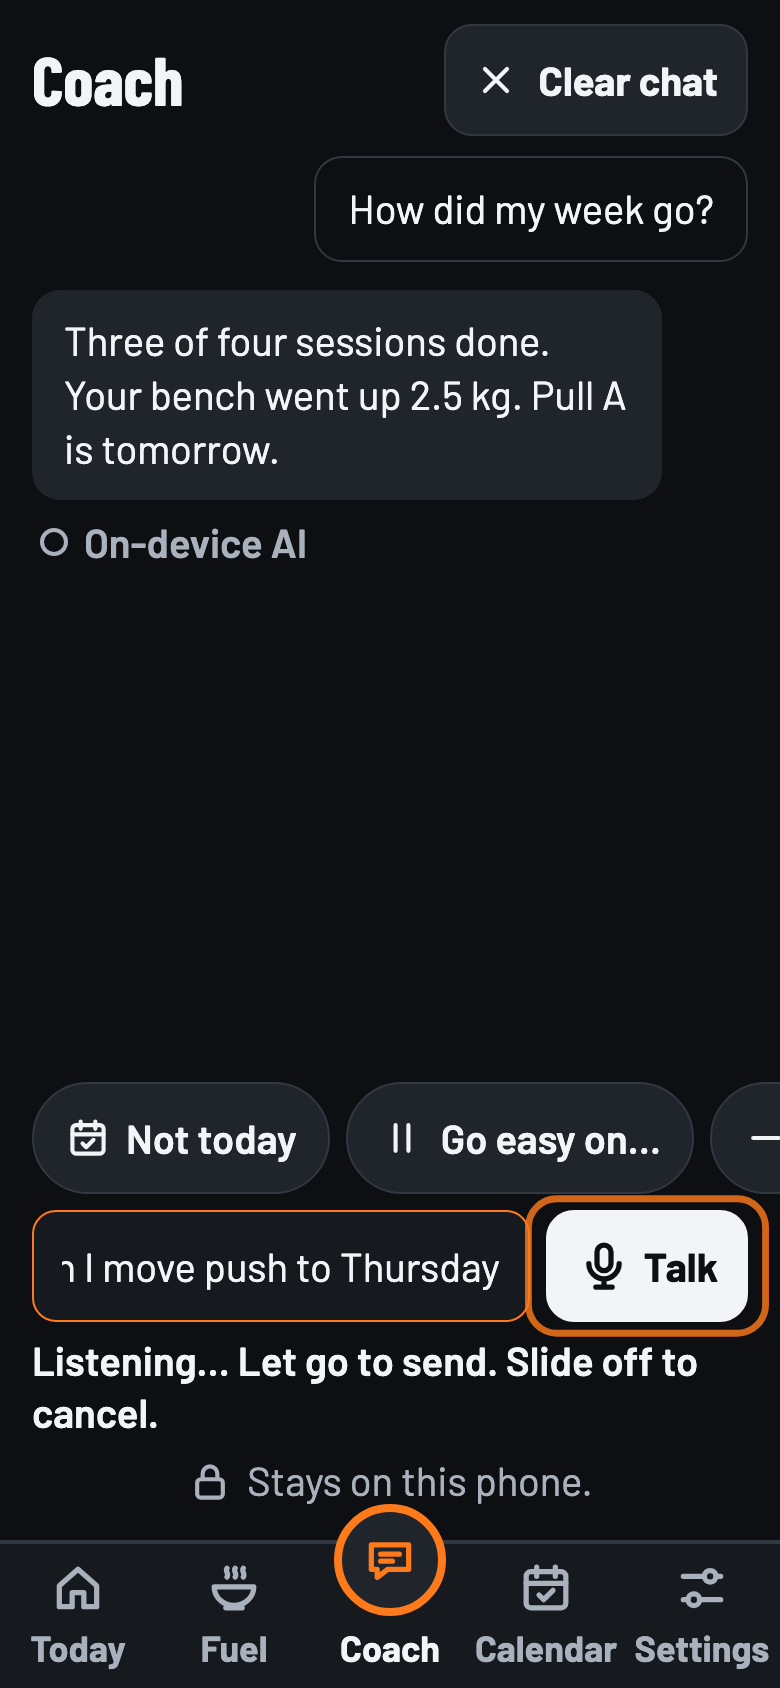 Coach
Clear chat
How did my week go?
Three of four sessions done.
Your bench went up 2.5 kg. Pull A
is tomorrow.
On-device AI
Not today
Go easy on...
I move push to Thursday
Talk
Listening... Let go to send. Slide off to
cancel.
Stays on this phone.
Today
Fuel
Coach
Calendar
Settings